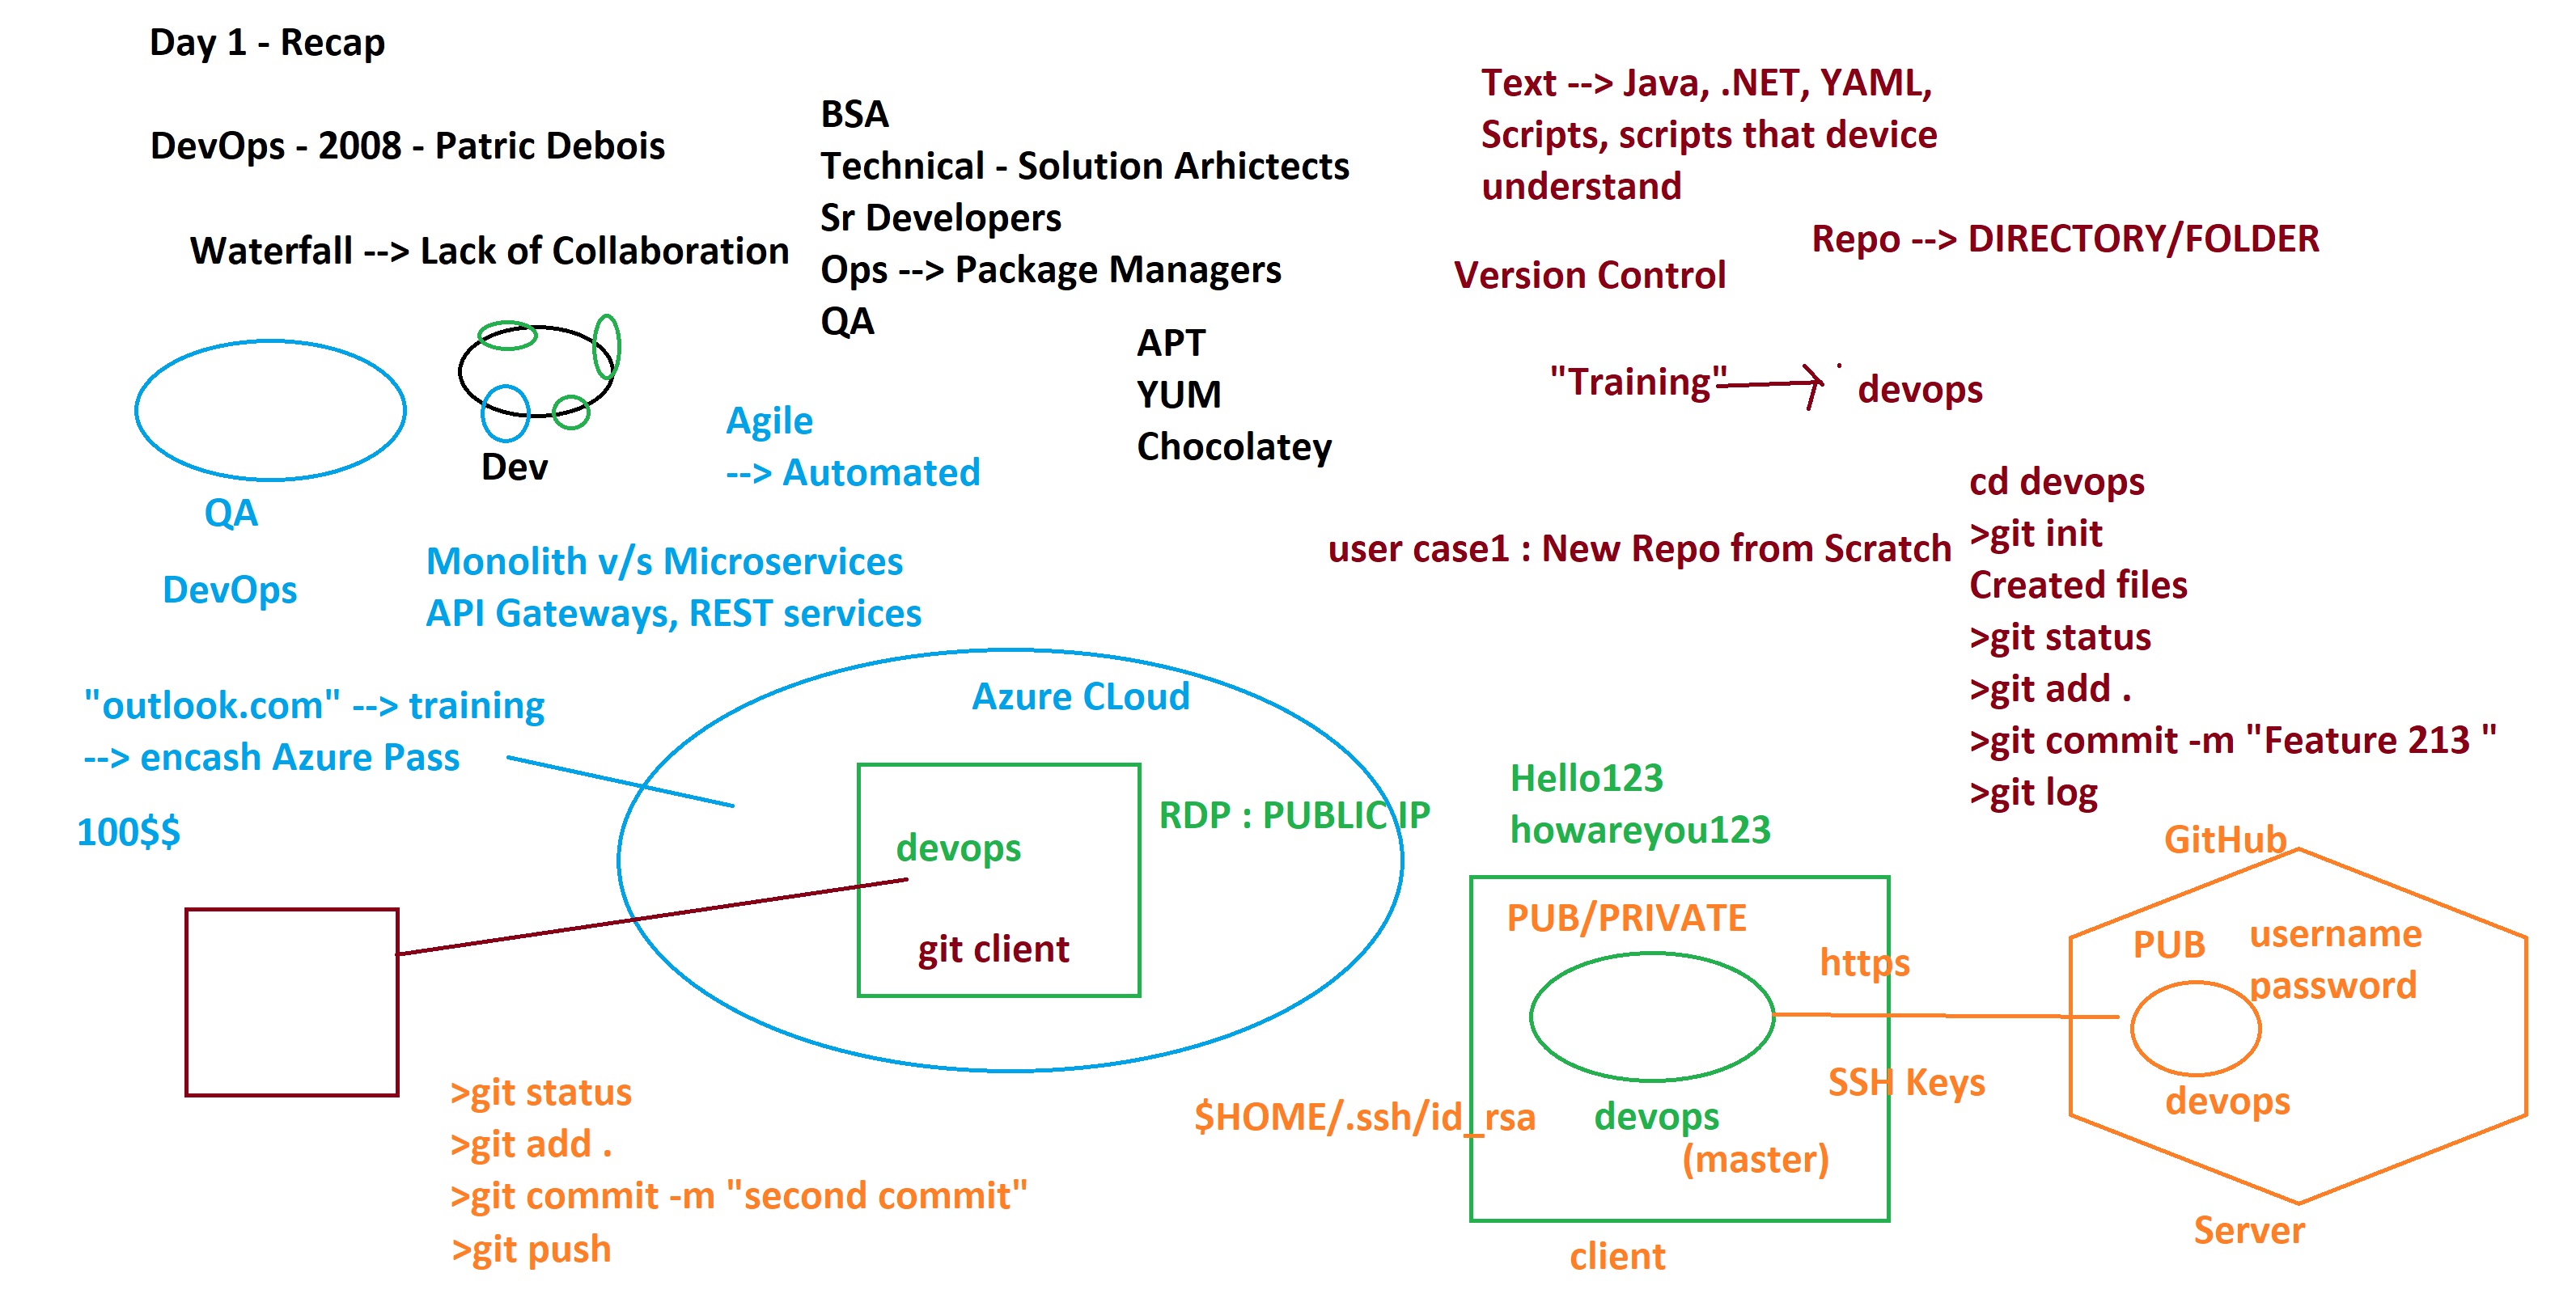 Day 1 - Recap
DevOps - 2008 - Patric Debois
Waterfall --> Lack of Collaboration
BSA
Technical - Solution Arhictects
Sr Developers
Ops --> Package Managers
QA
APT
YUM
Chocolatey
QA
Dev
Agile
--> Automated
DevOps
Monolith v/s Microservices
API Gateways, REST services
Text --> Java, .NET, YAML,
Scripts, scripts that device
understand
Repo --> DIRECTORY/FOLDER
Version Control
"Training"
devops
user case1 : New Repo from Scratch
cd devops
>git init
Created files
>git status
>git add .
>git commit -m "Feature 213 "
>git log
"outlook.com" --> training
--> encash Azure Pass
100$$
Azure CLoud
devops
git client
RDP : PUBLIC IP
>git status
>git add .
>git commit -m "second commit"
>git push
Hello123
howareyou123
PUB/PRIVATE
https
SSH Keys
$HOME/.ssh/id_rsa
devops
(master)
client
GitHub
PUB
username
password
devops
Server